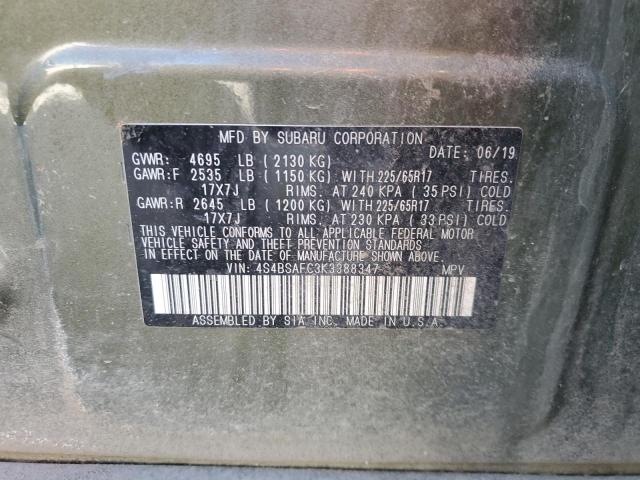 MFD BY SUBARU CORPORATION
DATE: 06/19
GVWR: 4695 LB ( 2130 KG)
GAWR:F 2535 LB ( 1150 KG) WITH 225/65R17 TIRES.
17X7J RIMS. AT 240 KPA ( 35 PSI) COLD
GAWR:R 2645 LB ( 1200 KG) WITH 225/65R17 TIRES.
17X7J RIMS. AT 230 KPA ( 33 PSI) COLD
THIS VEHICLE CONFORMS TO ALL APPLICABLE FEDERAL MOTOR
VEHICLE SAFETY AND THEFT PREVENTION STANDARDS
IN EFFECT ON THE DATE OF MANUFACTURE SHOWN ABOVE.
VIN: 4S4BSAFC3K3388347 MPV
ASSEMBLED BY SIA INC. MADE IN U.S.A.